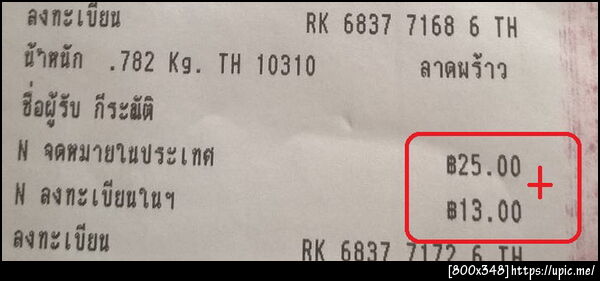 ลงทะเบียน RK 6837 7168 6 TH
น้ำหนัก .782 Kg. TH 10310 ลาดพร้าว
ชื่อผู้รับ กีระฒัติ
N จดหมายในประเทศ ฿25.00
+
N ลงทะเบียนในฯ ฿13.00
ลงทะเบียน RK 6837 7172 6 TH
[800x348] https://upic.me/